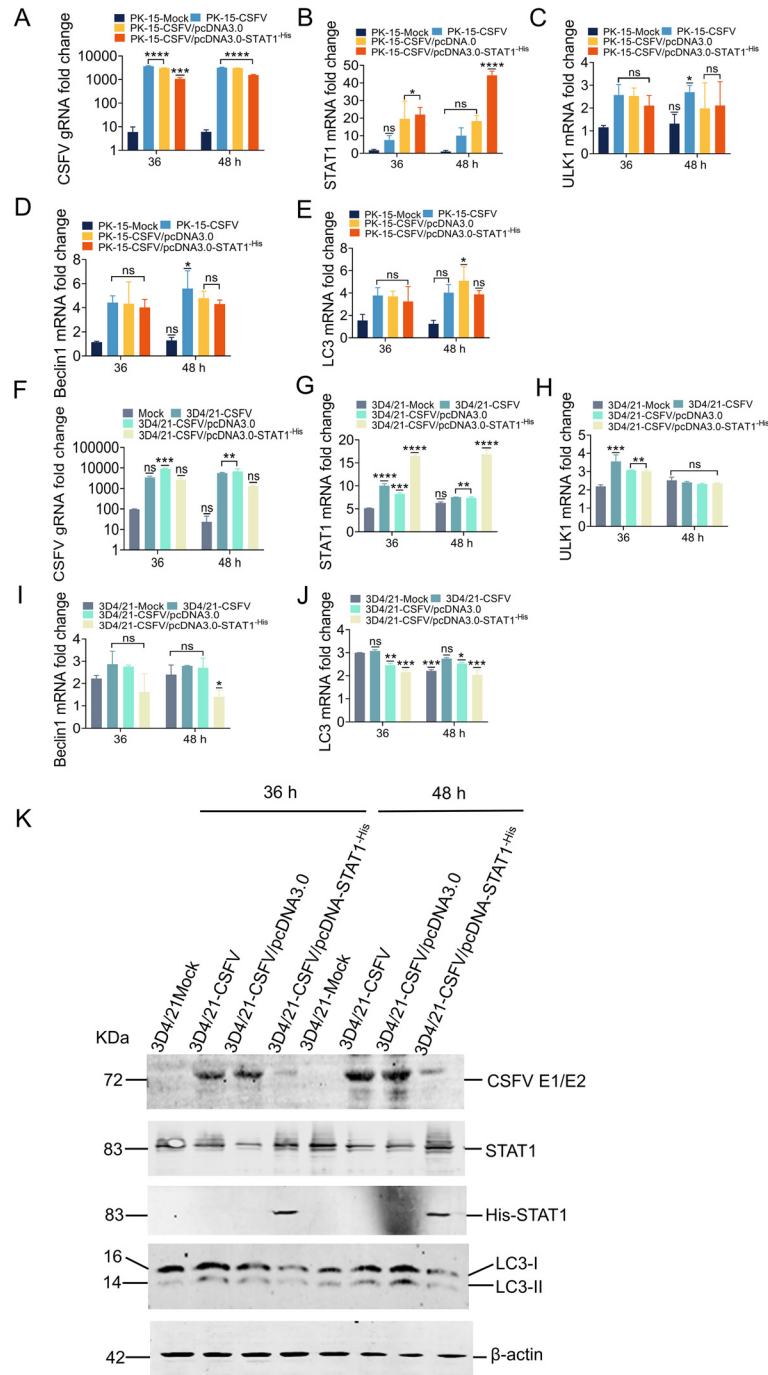 A
PK-15-Mock PK-15-CSFV
PK-15-CSFV/pcDNA3.0
PK-15-CSFV/pcDNA3.0-STAT1-His
CSFV gRNA fold change
10000
1000
100
10
1
**** *** ****
36 48 h
B
PK-15-Mock PK-15-CSFV
PK-15-CSFV/pcDNA3.0
PK-15-CSFV/pcDNA3.0-STAT1-His
STAT1 mRNA fold change
60
40
20
10
5
0
ns * ns ****
36 48 h
C
PK-15-Mock PK-15-CSFV
PK-15-CSFV/pcDNA3.0
PK-15-CSFV/pcDNA3.0-STAT1-His
ULK1 mRNA fold change
5
4
3
2
1
0
ns * ns
36 48 h
D
PK-15-Mock PK-15-CSFV
PK-15-CSFV/pcDNA3.0
PK-15-CSFV/pcDNA3.0-STAT1-His
Beclin1 mRNA fold change
8
6
4
2
0
ns ns * ns
36 48 h
E
PK-15-Mock PK-15-CSFV
PK-15-CSFV/pcDNA3.0
PK-15-CSFV/pcDNA3.0-STAT1-His
LC3 mRNA fold change
8
6
4
2
0
ns ns * ns
36 48 h
F
Mock 3D4/21-CSFV
3D4/21-CSFV/pcDNA3.0
3D4/21-CSFV/pcDNA3.0-STAT1-His
CSFV gRNA fold change
100000
10000
1000
100
10
1
ns *** ns ** ns
36 48 h
G
3D4/21-Mock 3D4/21-CSFV
3D4/21-CSFV/pcDNA3.0
3D4/21-CSFV/pcDNA3.0-STAT1-His
STAT1 mRNA fold change
20
15
10
5
0
**** *** **** ns ** ****
36 48 h
H
3D4/21-Mock 3D4/21-CSFV
3D4/21-CSFV/pcDNA3.0
3D4/21-CSFV/pcDNA3.0-STAT1-His
ULK1 mRNA fold change
5
4
3
2
1
0
*** ** ns
36 48 h
I
3D4/21-Mock 3D4/21-CSFV
3D4/21-CSFV/pcDNA3.0
3D4/21-CSFV/pcDNA3.0-STAT1-His
Beclin1 mRNA fold change
4
3
2
1
0
ns ns *
36 48 h
J
3D4/21-Mock 3D4/21-CSFV
3D4/21-CSFV/pcDNA3.0
3D4/21-CSFV/pcDNA3.0-STAT1-His
LC3 mRNA fold change
4
3
2
1
0
ns ** *** *** ns * ***
36 48 h
K
36 h 48 h
3D4/21Mock
3D4/21-CSFV
3D4/21-CSFV/pcDNA3.0
3D4/21-CSFV/pcDNA-STAT1-His
3D4/21-Mock
3D4/21-CSFV
3D4/21-CSFV/pcDNA3.0
3D4/21-CSFV/pcDNA-STAT1-His
KDa
72 CSFV E1/E2
83 STAT1
83 His-STAT1
16 LC3-I
14 LC3-II
42 β-actin